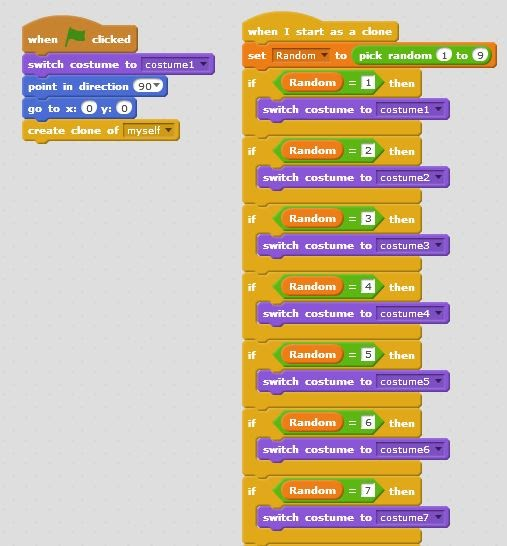 when clicked
switch costume to costume1
point in direction 90
go to x: 0 y: 0
create clone of myself
when I start as a clone
set Random to pick random 1 to 9
if Random = 1 then
switch costume to costume1
if Random = 2 then
switch costume to costume2
if Random = 3 then
switch costume to costume3
if Random = 4 then
switch costume to costume4
if Random = 5 then
switch costume to costume5
if Random = 6 then
switch costume to costume6
if Random = 7 then
switch costume to costume7